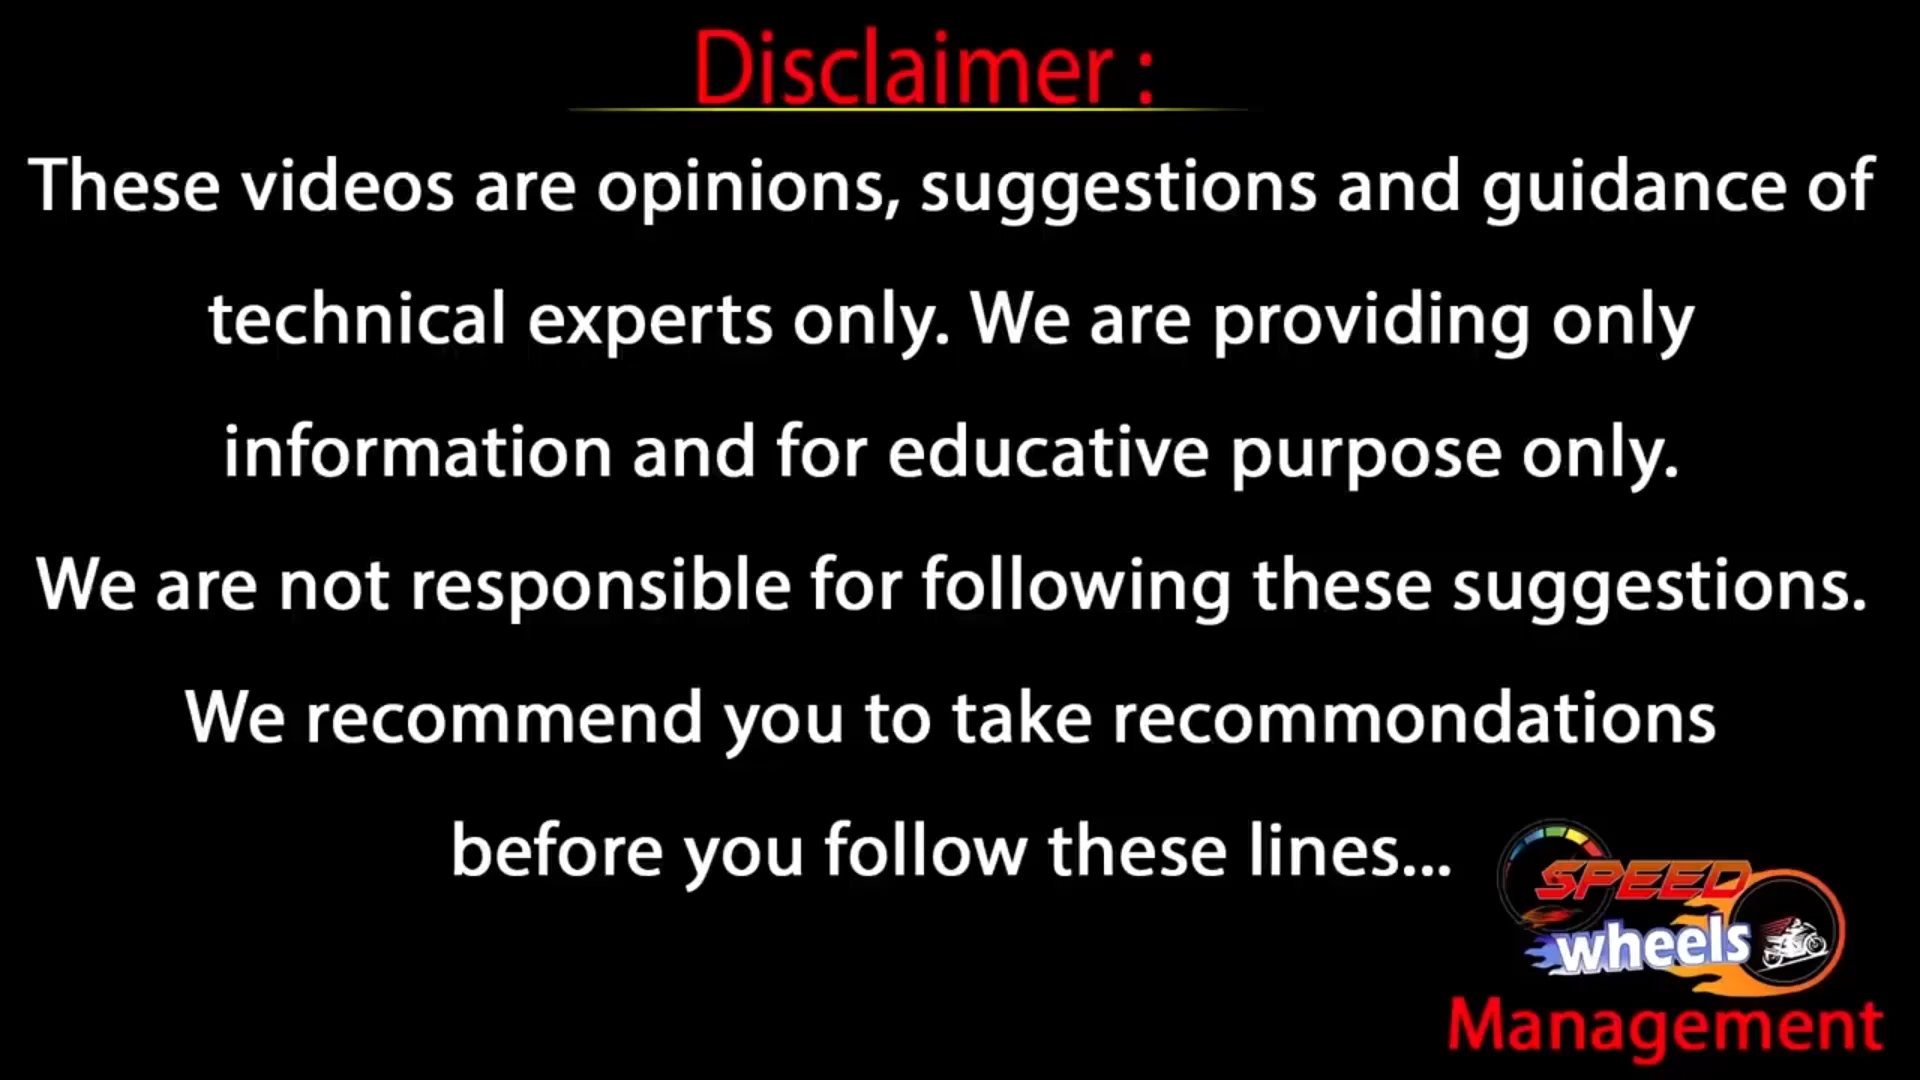 Disclaimer :
These videos are opinions, suggestions and guidance of
technical experts only. We are providing only
information and for educative purpose only.
We are not responsible for following these suggestions.
We recommend you to take recommondations
before you follow these lines...
SPEED
wheels
Management